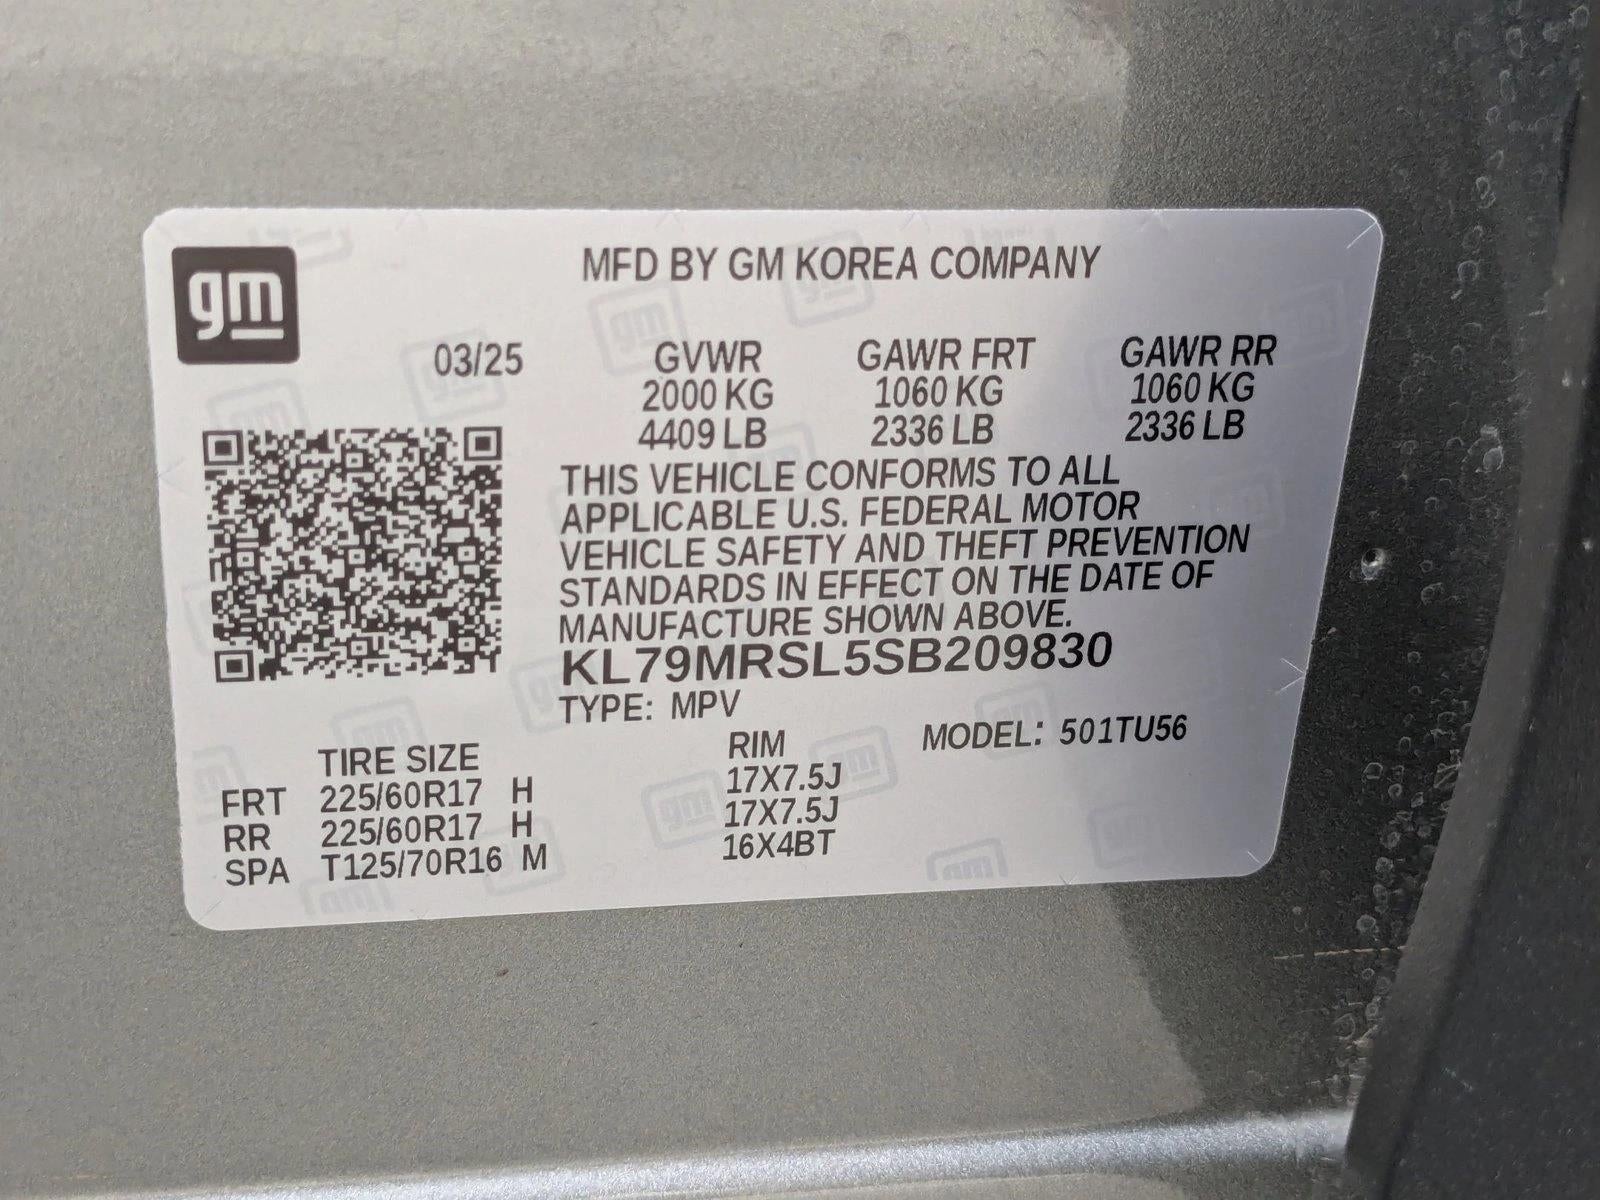 gm
MFD BY GM KOREA COMPANY
03/25 GVWR GAWR FRT GAWR RR
2000 KG 1060 KG 1060 KG
4409 LB 2336 LB 2336 LB
THIS VEHICLE CONFORMS TO ALL
APPLICABLE U.S. FEDERAL MOTOR
VEHICLE SAFETY AND THEFT PREVENTION
STANDARDS IN EFFECT ON THE DATE OF
MANUFACTURE SHOWN ABOVE.
KL79MRSL5SB209830
TYPE: MPV
TIRE SIZE RIM MODEL: 501TU56
FRT 225/60R17 H 17X7.5J
RR 225/60R17 H 17X7.5J
SPA T125/70R16 M 16X4BT